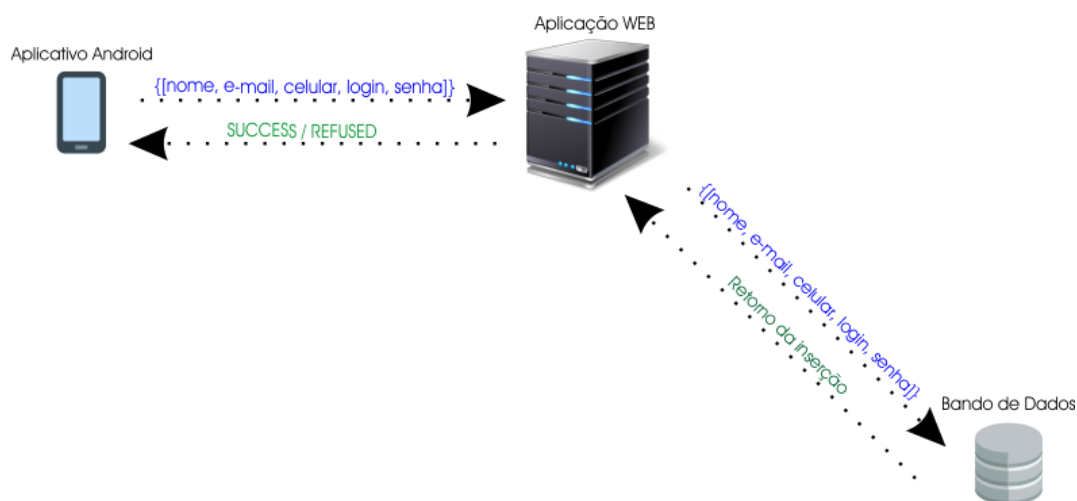 Aplicação WEB
Aplicativo Android
{[nome, e-mail, celular, login, senha]}
SUCCESS / REFUSED
{[nome, e-mail, celular, login, senha]}
Retorno da inserção
Bando de Dados